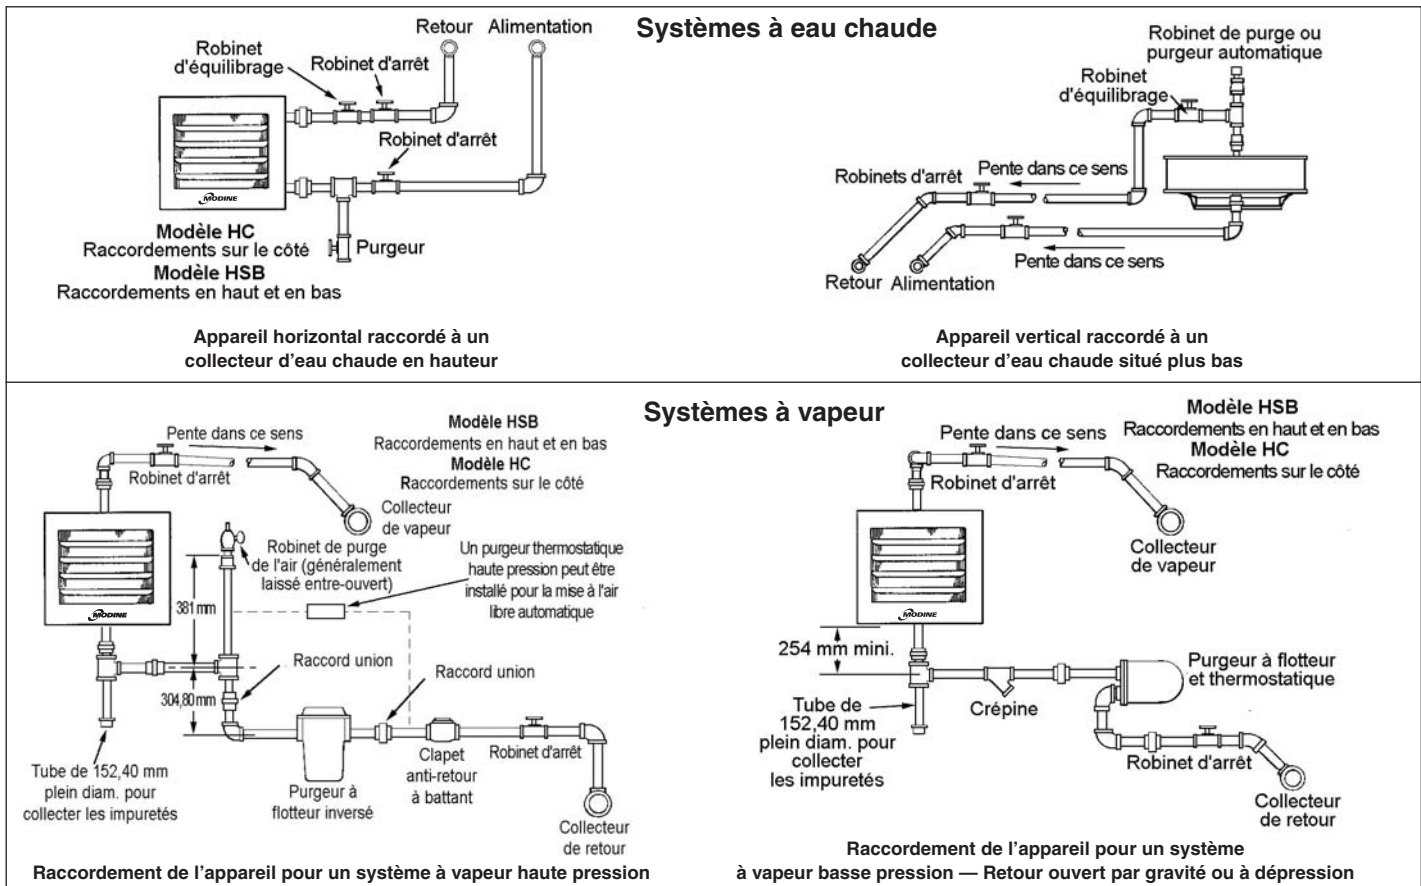 Systèmes à eau chaude
Retour Alimentation
Robinet
d'équilibrage
Robinet d'arrêt
Robinet d'arrêt
MODINE
Modèle HC
Raccordements sur le côté
Modèle HSB
Raccordements en haut et en bas
Purgeur
Appareil horizontal raccordé à un
collecteur d'eau chaude en hauteur
Robinet de purge ou
purgeur automatique
Robinet
d'équilibrage
Pente dans ce sens
Robinets d'arrêt
Pente dans ce sens
Retour Alimentation
Appareil vertical raccordé à un
collecteur d'eau chaude situé plus bas
Systèmes à vapeur
Modèle HSB
Raccordements en haut et en bas
Modèle HC
Raccordements sur le côté
Pente dans ce sens
Robinet d'arrêt
Collecteur
de vapeur
Robinet de purge
de l'air (généralement
laissé entre-ouvert)
Un purgeur thermostatique
haute pression peut être
installé pour la mise à l'air
libre automatique
MODINE
381 mm
304,80 mm
Raccord union
Raccord union
Tube de 152,40 mm
plein diam. pour
collecter les impuretés
Purgeur à
flotteur inversé
Clapet
anti-retour
à battant
Robinet d'arrêt
Collecteur
de retour
Raccordement de l'appareil pour un système à vapeur haute pression
Modèle HSB
Raccordements en haut et en bas
Modèle HC
Raccordements sur le côté
Pente dans ce sens
Robinet d'arrêt
Collecteur
de vapeur
MODINE
254 mm mini.
Purgeur à flotteur
et thermostatique
Crépine
Tube de
152,40 mm
plein diam. pour
collecter
les impuretés
Robinet d'arrêt
Collecteur
de retour
Raccordement de l'appareil pour un système
à vapeur basse pression — Retour ouvert par gravité ou à dépression